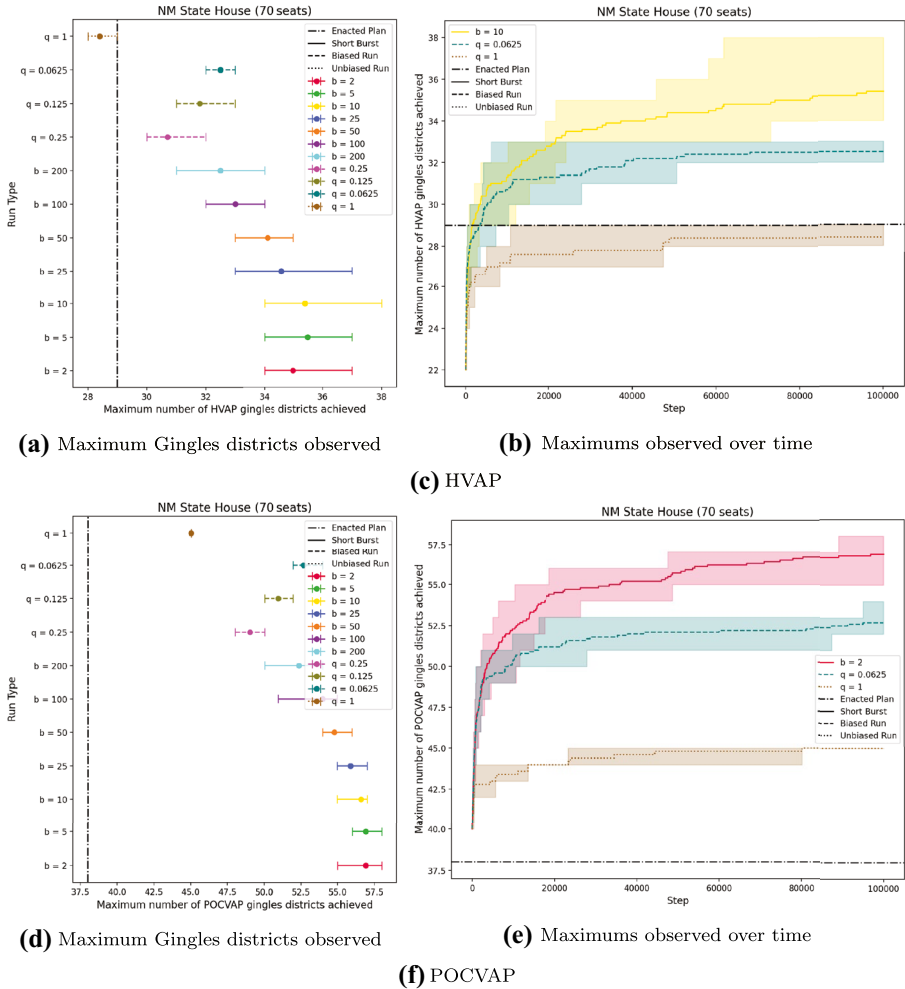 NM State House (70 seats)
q = 1
q = 0.0625
q = 0.125
q = 0.25
b = 200
b = 100
b = 50
b = 25
b = 10
b = 5
b = 2
Run Type
28 30 32 34 36 38
Maximum number of HVAP gingles districts achieved
Enacted Plan
Short Burst
Biased Run
Unbiased Run
b = 2
b = 5
b = 10
b = 25
b = 50
b = 100
b = 200
q = 0.25
q = 0.125
q = 0.0625
q = 1
(a) Maximum Gingles districts observed
NM State House (70 seats)
b = 10
q = 0.0625
q = 1
Enacted Plan
Short Burst
Biased Run
Unbiased Run
38
36
34
32
30
28
26
24
22
Maximum number of HVAP gingles districts achieved
0 20000 40000 60000 80000 100000
Step
(b) Maximums observed over time
(c) HVAP
NM State House (70 seats)
q = 1
q = 0.0625
q = 0.125
q = 0.25
b = 200
b = 100
b = 50
b = 25
b = 10
b = 5
b = 2
Run Type
37.5 40.0 42.5 45.0 47.5 50.0 52.5 55.0 57.5
Maximum number of POCVAP gingles districts achieved
Enacted Plan
Short Burst
Biased Run
Unbiased Run
b = 2
b = 5
b = 10
b = 25
b = 50
b = 100
b = 200
q = 0.25
q = 0.125
q = 0.0625
q = 1
(d) Maximum Gingles districts observed
NM State House (70 seats)
57.5
55.0
52.5
50.0
47.5
45.0
42.5
40.0
37.5
Maximum number of POCVAP gingles districts achieved
b = 2
q = 0.0625
q = 1
Enacted Plan
Short Burst
Biased Run
Unbiased Run
0 20000 40000 60000 80000 100000
Step
(e) Maximums observed over time
(f) POCVAP